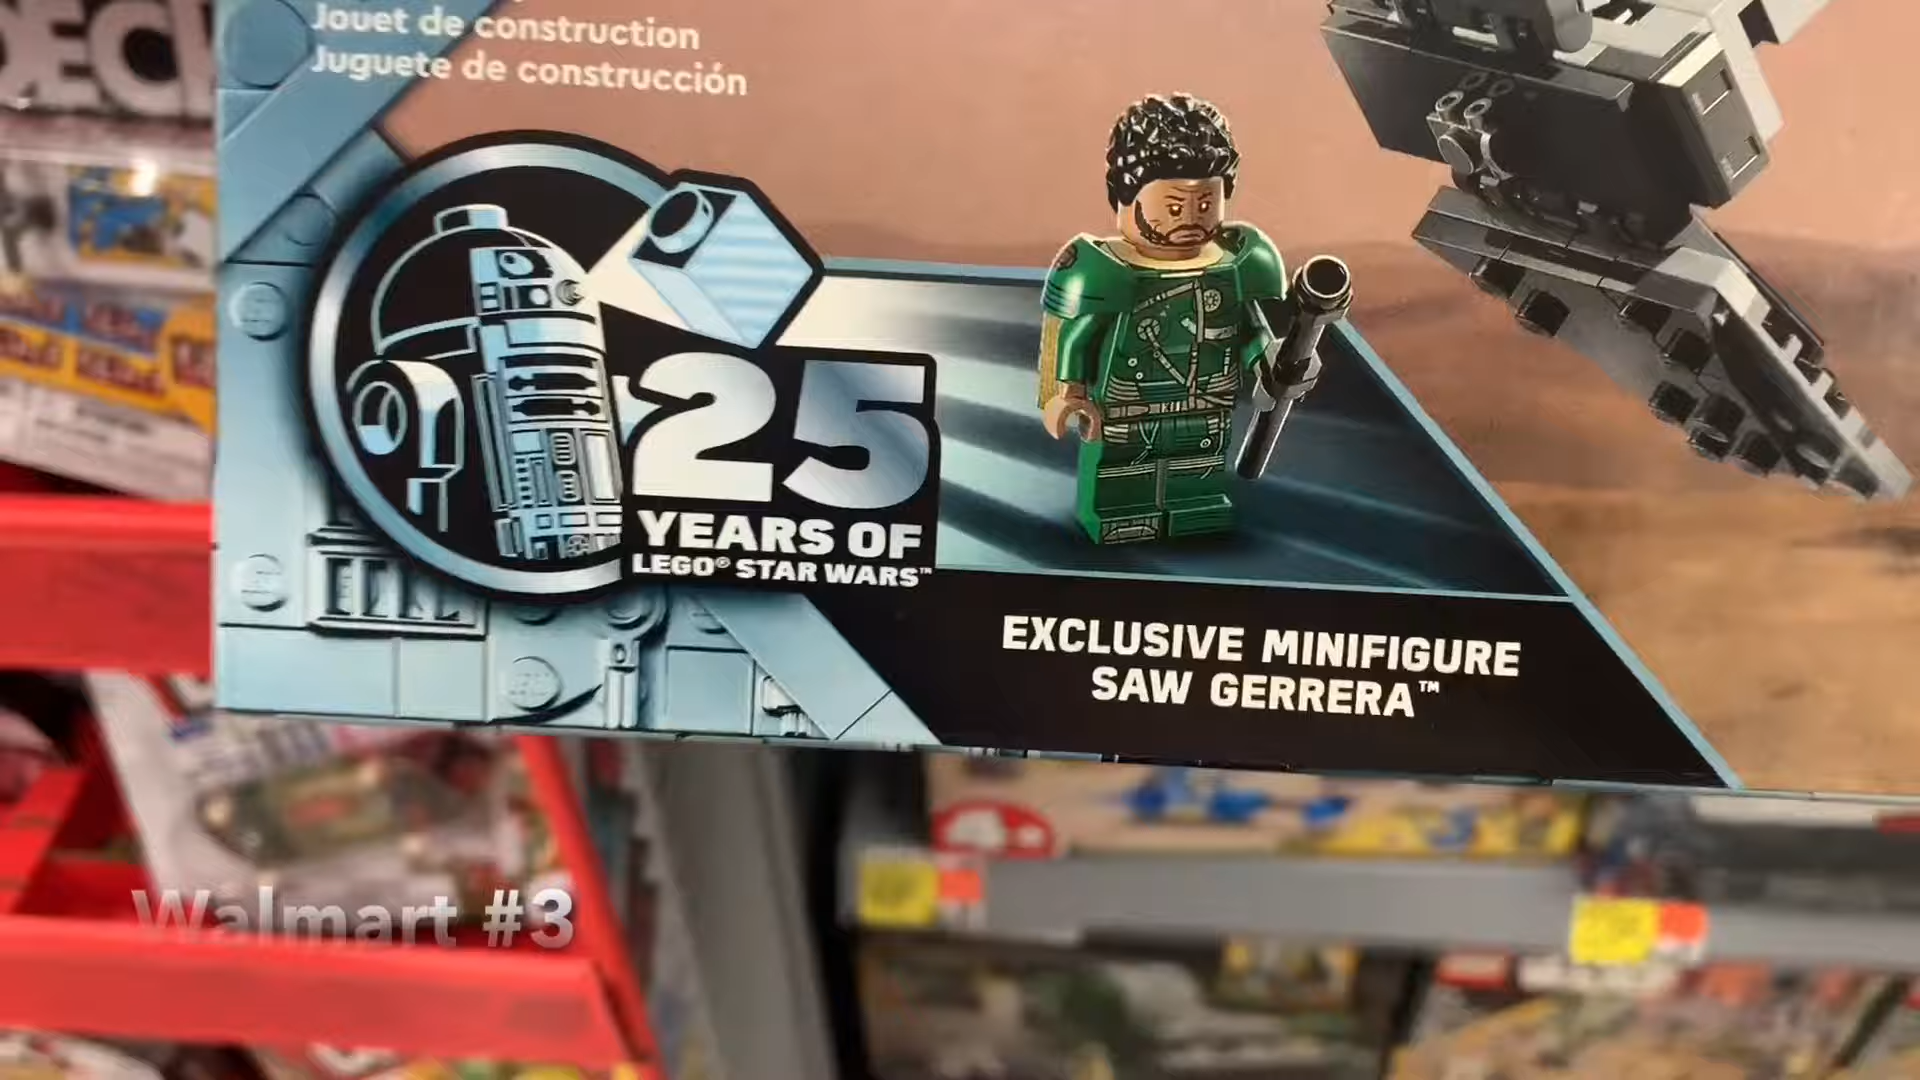 Jouet de construction
Juguete de construcción
25
YEARS OF
LEGO® STAR WARS™
EXCLUSIVE MINIFIGURE
SAW GERRERA™
Walmart #3